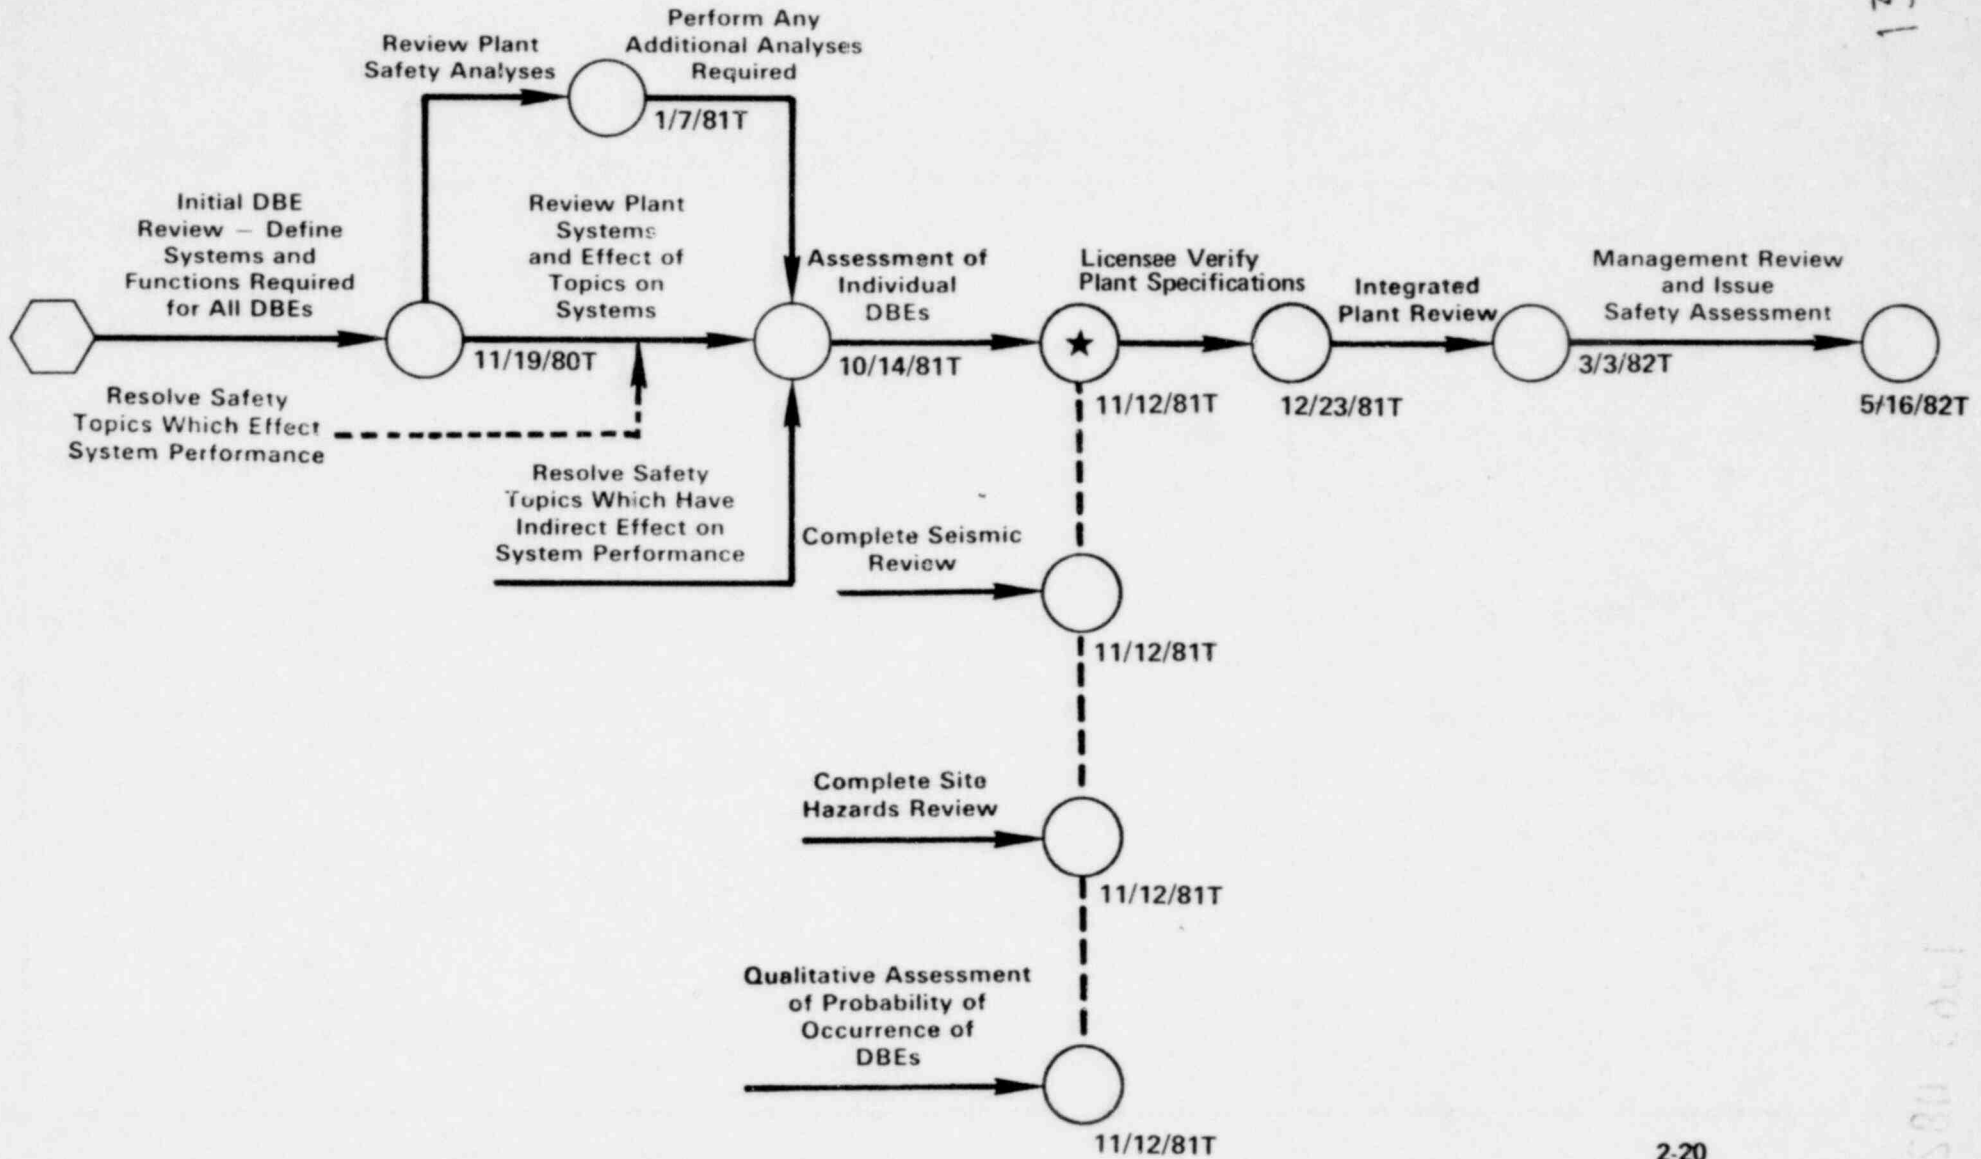 Perform Any
Additional Analyses
Required
Review Plant
Safety Analyses
1/7/81T
Initial DBE
Review – Define
Systems and
Functions Required
for All DBEs
Review Plant
Systems
and Effect of
Topics on
Systems
11/19/80T
Assessment of
Individual
DBEs
10/14/81T
Licensee Verify
Plant Specifications
11/12/81T
12/23/81T
Integrated
Plant Review
3/3/82T
Management Review
and Issue
Safety Assessment
5/16/82T
Resolve Safety
Topics Which Effect
System Performance
Resolve Safety
Topics Which Have
Indirect Effect on
System Performance
Complete Seismic
Review
11/12/81T
Complete Site
Hazards Review
11/12/81T
Qualitative Assessment
of Probability of
Occurrence of
DBEs
11/12/81T
2-20